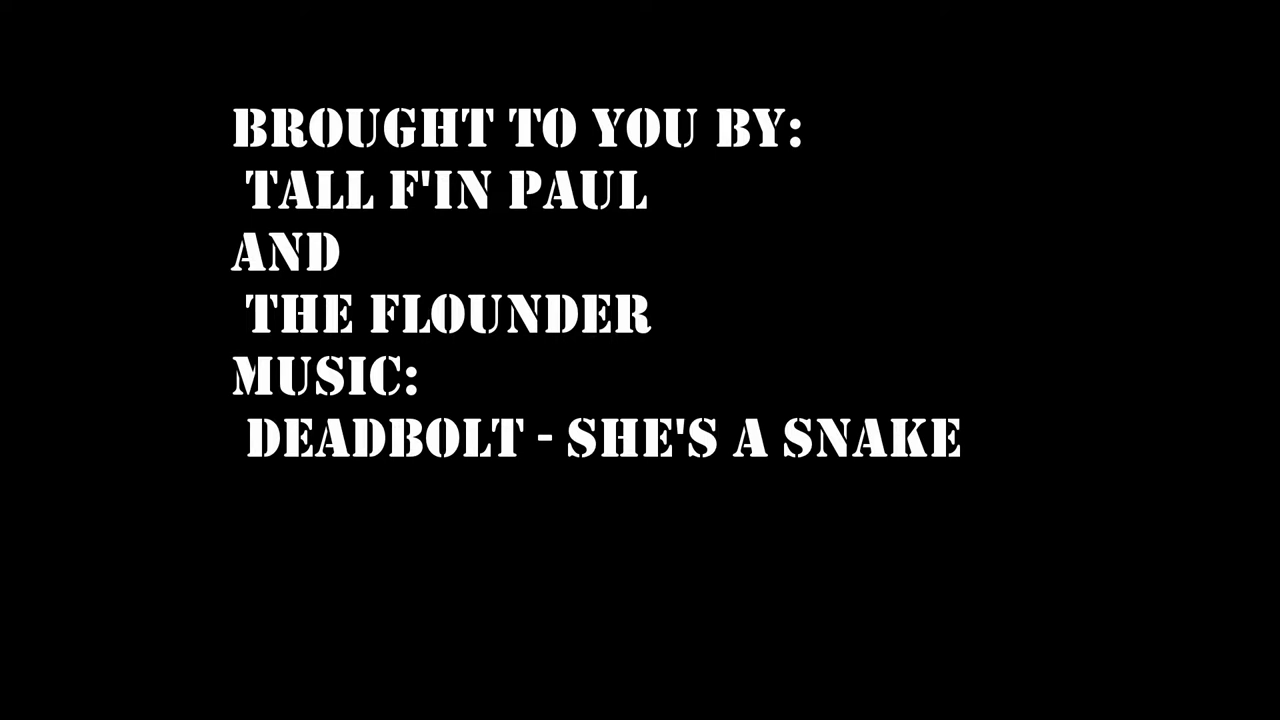 BROUGHT TO YOU BY:
TALL F'IN PAUL
AND
THE FLOUNDER
MUSIC:
DEADBOLT - SHE'S A SNAKE